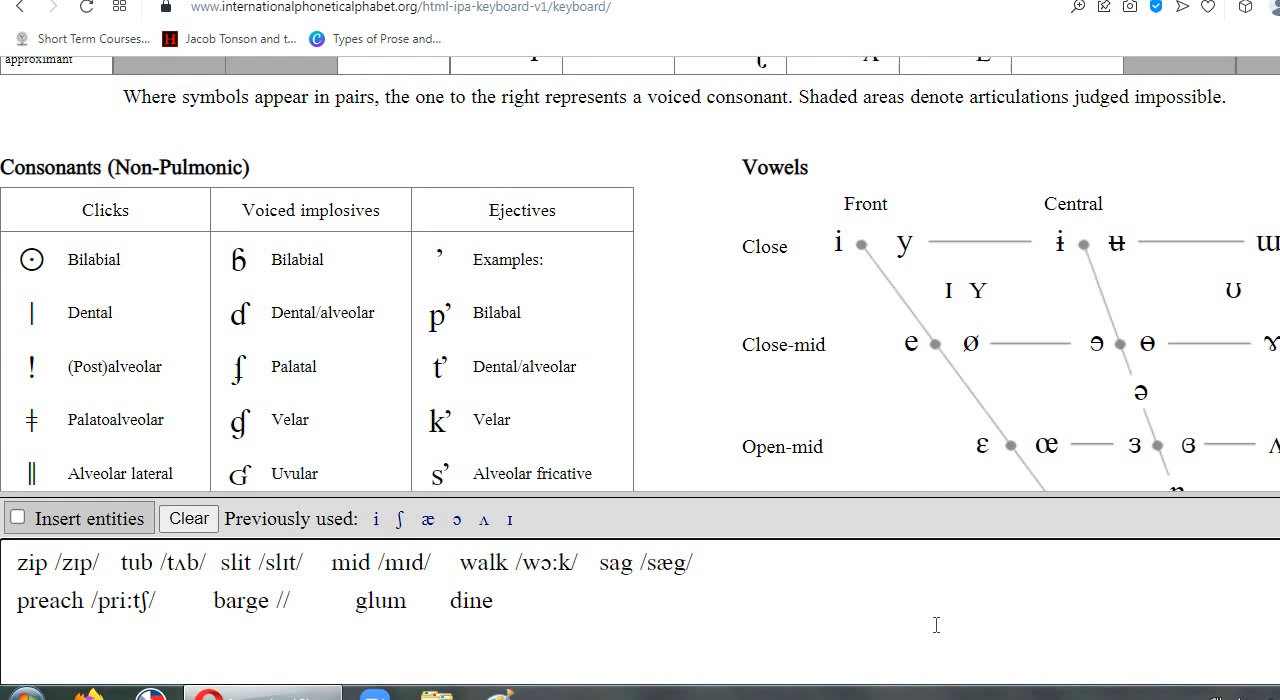 www.internationalphoneticalphabet.org/html-ipa-keyboard-v1/keyboard/
Short Term Courses... Jacob Tonson and t... Types of Prose and...
approximant
Where symbols appear in pairs, the one to the right represents a voiced consonant. Shaded areas denote articulations judged impossible.
Consonants (Non-Pulmonic) Vowels
Clicks Voiced implosives Ejectives
Front Central
ʘ Bilabial ɓ Bilabial ʼ Examples:
Close i y ɨ ʉ ɯ
ǀ Dental ɗ Dental/alveolar pʼ Bilabal
ɪ ʏ ʊ
ǃ (Post)alveolar ʄ Palatal tʼ Dental/alveolar
Close-mid e ø ɘ ɵ ɤ
ə
ǂ Palatoalveolar ɠ Velar kʼ Velar
Open-mid ɛ œ ɜ ɞ ʌ
ǁ Alveolar lateral ʛ Uvular sʼ Alveolar fricative
Insert entities Clear Previously used: i ʃ æ ɔ ʌ ɪ
zip /zɪp/ tub /tʌb/ slit /slɪt/ mid /mɪd/ walk /wɔ:k/ sag /sæg/
preach /pri:tʃ/ barge // glum dine